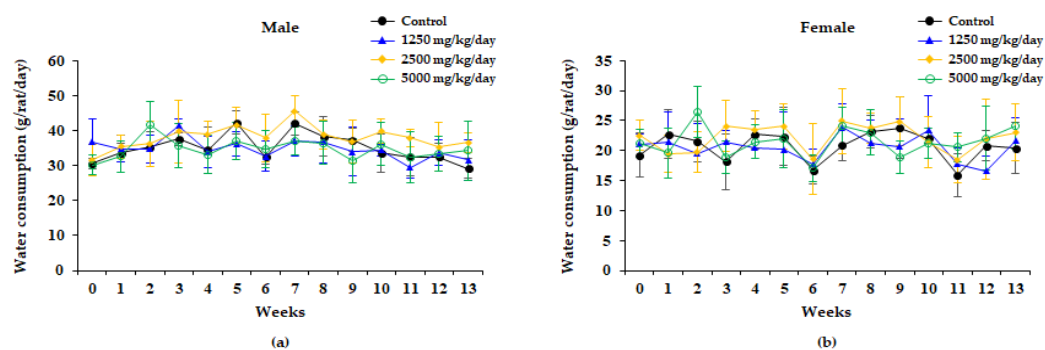 Male
Control
1250 mg/kg/day
2500 mg/kg/day
5000 mg/kg/day
Water consumption (g/rat/day)
60
50
40
30
20
10
0
0 1 2 3 4 5 6 7 8 9 10 11 12 13
Weeks
(a)
Female
Control
1250 mg/kg/day
2500 mg/kg/day
5000 mg/kg/day
Water consumption (g/rat/day)
35
30
25
20
15
10
5
0
0 1 2 3 4 5 6 7 8 9 10 11 12 13
Weeks
(b)